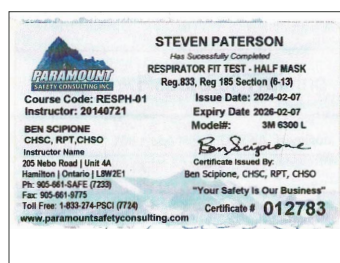 STEVEN PATERSON
Has Sucessfully Completed
RESPIRATOR FIT TEST - HALF MASK
Reg.833, Reg 185 Section (6-13)
PARAMOUNT
SAFETY CONSULTING INC.
Course Code: RESPH-01
Instructor: 20140721
BEN SCIPIONE
CHSC, RPT,CHSO
Instructor Name
205 Nebo Road | Unit 4A
Hamilton | Ontario | L8W2E1
Ph: 905-661-SAFE (7233)
Fax: 905-661-9775
Toll Free: 1-833-274-PSCI (7724)
www.paramountsafetyconsulting.com
Issue Date: 2024-02-07
Expiry Date 2026-02-07
Model#: 3M 6300 L
Ben Scipione
Certificate Issued By:
Ben Scipione, CHSC, RPT, CHSO
"Your Safety Is Our Business"
Certificate # 012783